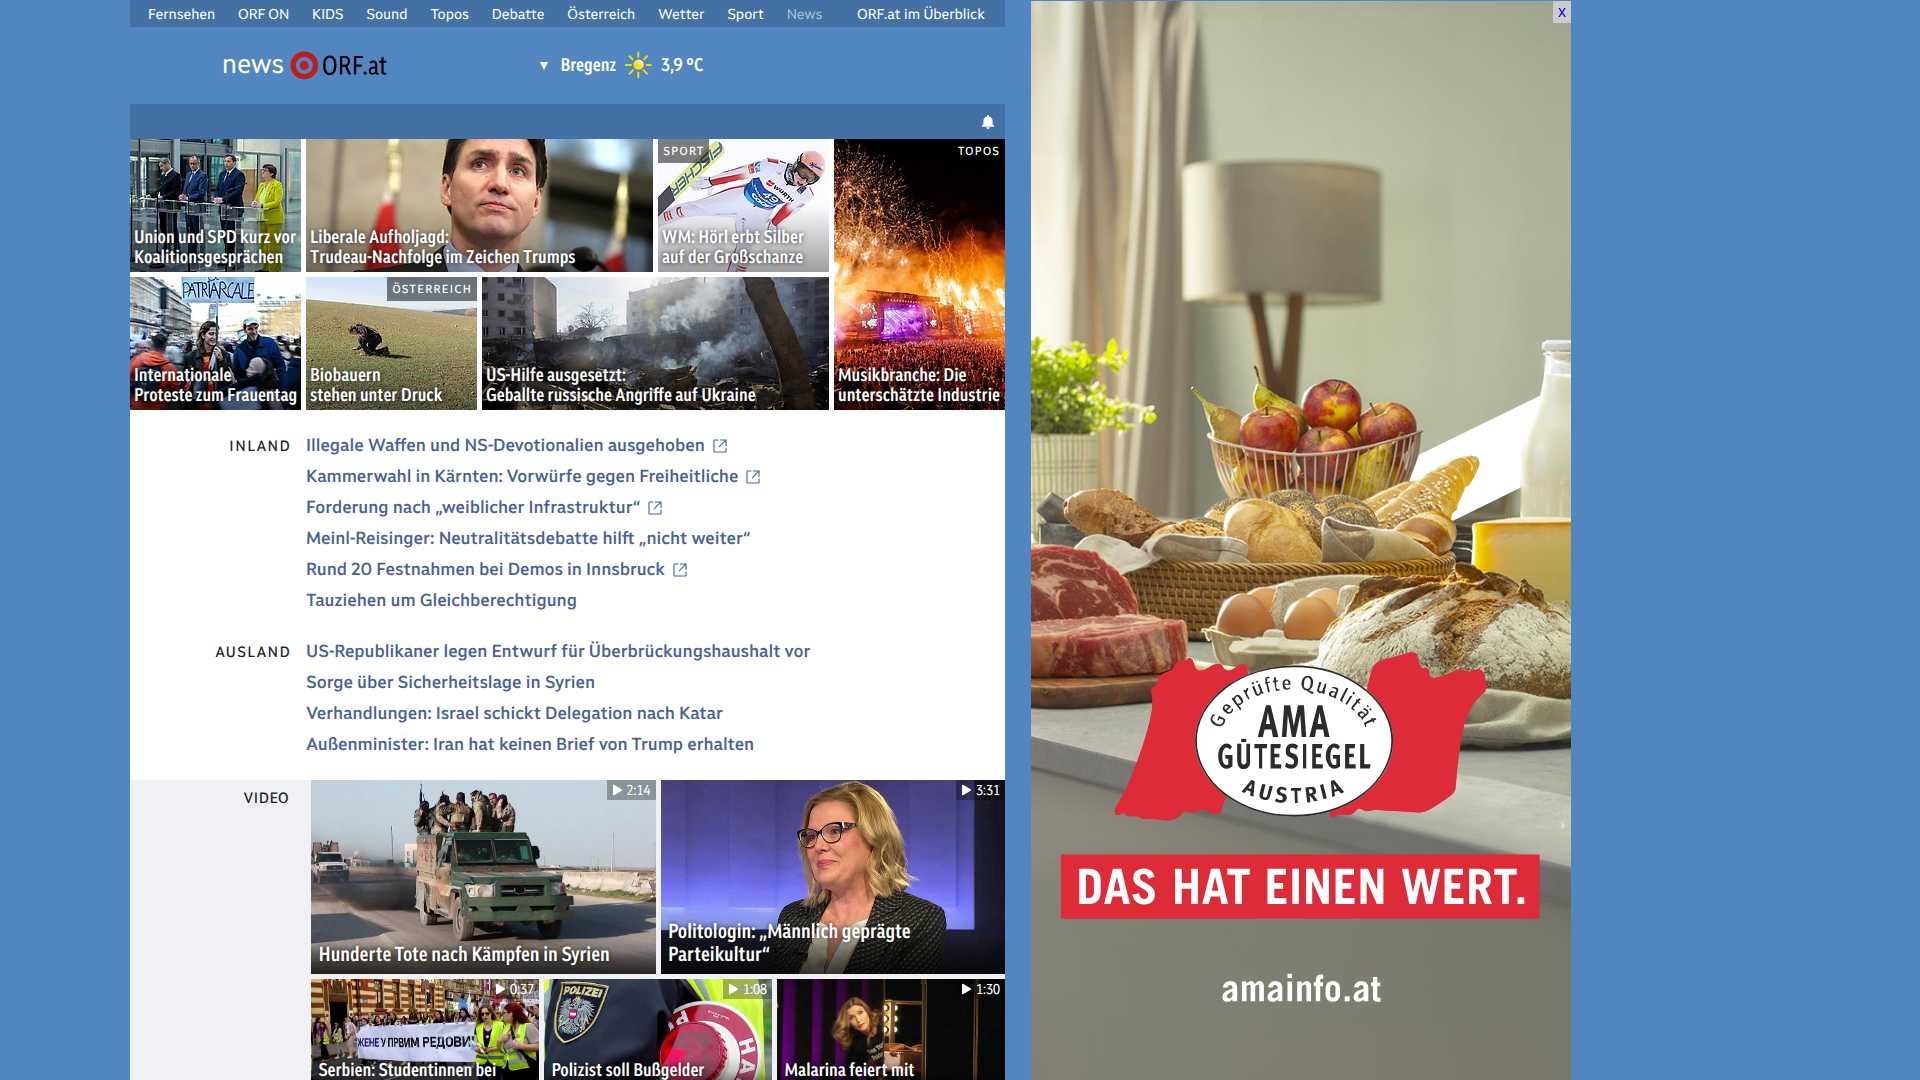 Fernsehen ORF ON KIDS Sound Topos Debatte Österreich Wetter Sport News ORF.at im Überblick
news ORF.at
▼ Bregenz 3,9 °C
Union und SPD kurz vor
Koalitionsgesprächen
Liberale Aufholjagd:
Trudeau-Nachfolge im Zeichen Trumps
SPORT
FISCHER
WÜRTH
49
WM: Hörl erbt Silber
auf der Großschanze
TOPOS
Musikbranche: Die
unterschätzte Industrie
PATRIARCALE
Internationale
Proteste zum Frauentag
ÖSTERREICH
Biobauern
stehen unter Druck
US-Hilfe ausgesetzt:
Geballte russische Angriffe auf Ukraine
INLAND
Illegale Waffen und NS-Devotionalien ausgehoben
Kammerwahl in Kärnten: Vorwürfe gegen Freiheitliche
Forderung nach „weiblicher Infrastruktur“
Meinl-Reisinger: Neutralitätsdebatte hilft „nicht weiter“
Rund 20 Festnahmen bei Demos in Innsbruck
Tauziehen um Gleichberechtigung
AUSLAND
US-Republikaner legen Entwurf für Überbrückungshaushalt vor
Sorge über Sicherheitslage in Syrien
Verhandlungen: Israel schickt Delegation nach Katar
Außenminister: Iran hat keinen Brief von Trump erhalten
VIDEO
2:14
Hunderte Tote nach Kämpfen in Syrien
3:31
Politologin: „Männlich geprägte
Parteikultur“
0:37
ЖЕНЕ У ПРВИМ РЕДОВИ
Serbien: Studentinnen bei
1:08
POLIZEI
Polizist soll Bußgelder
1:30
Malarina feiert mit
X
Geprüfte Qualität
AMA
GÜTESIEGEL
AUSTRIA
DAS HAT EINEN WERT.
amainfo.at